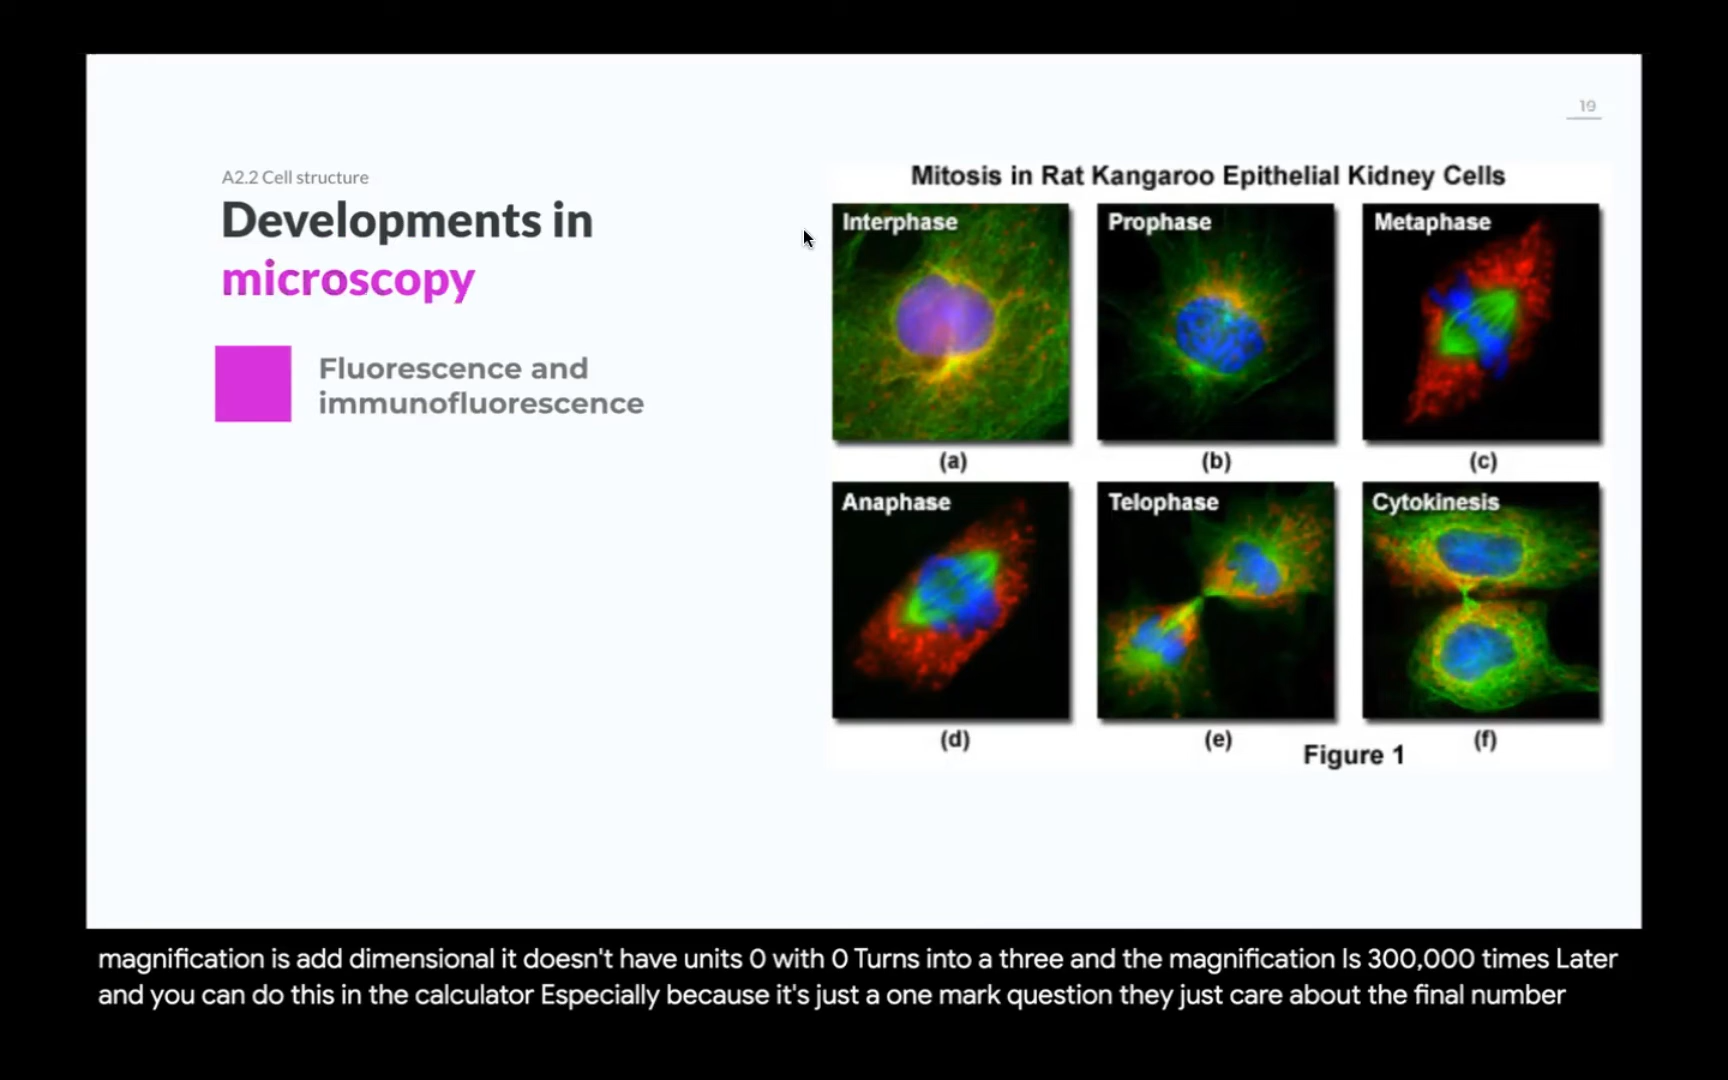 19
A2.2 Cell structure
Developments in
microscopy
Fluorescence and
immunofluorescence
Mitosis in Rat Kangaroo Epithelial Kidney Cells
Interphase
Prophase
Metaphase
(a)
(b)
(c)
Anaphase
Telophase
Cytokinesis
(d)
(e)
(f)
Figure 1
magnification is add dimensional it doesn't have units 0 with 0 Turns into a three and the magnification Is 300,000 times Later
and you can do this in the calculator Especially because it's just a one mark question they just care about the final number